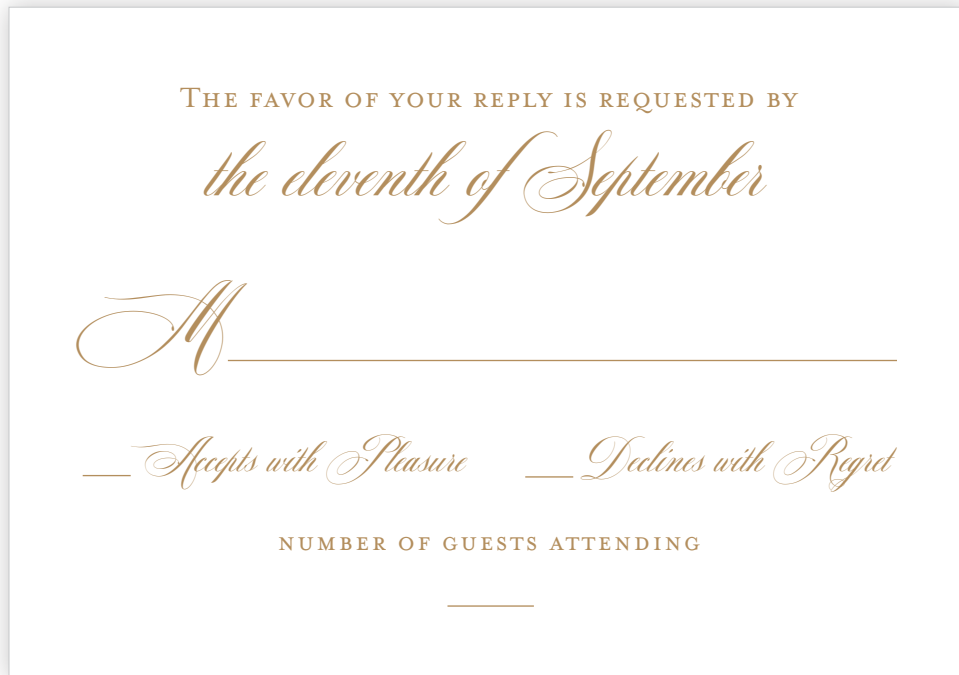 The favor of your reply is requested by
the eleventh of September
M
Accepts with Pleasure Declines with Regret
NUMBER OF GUESTS ATTENDING